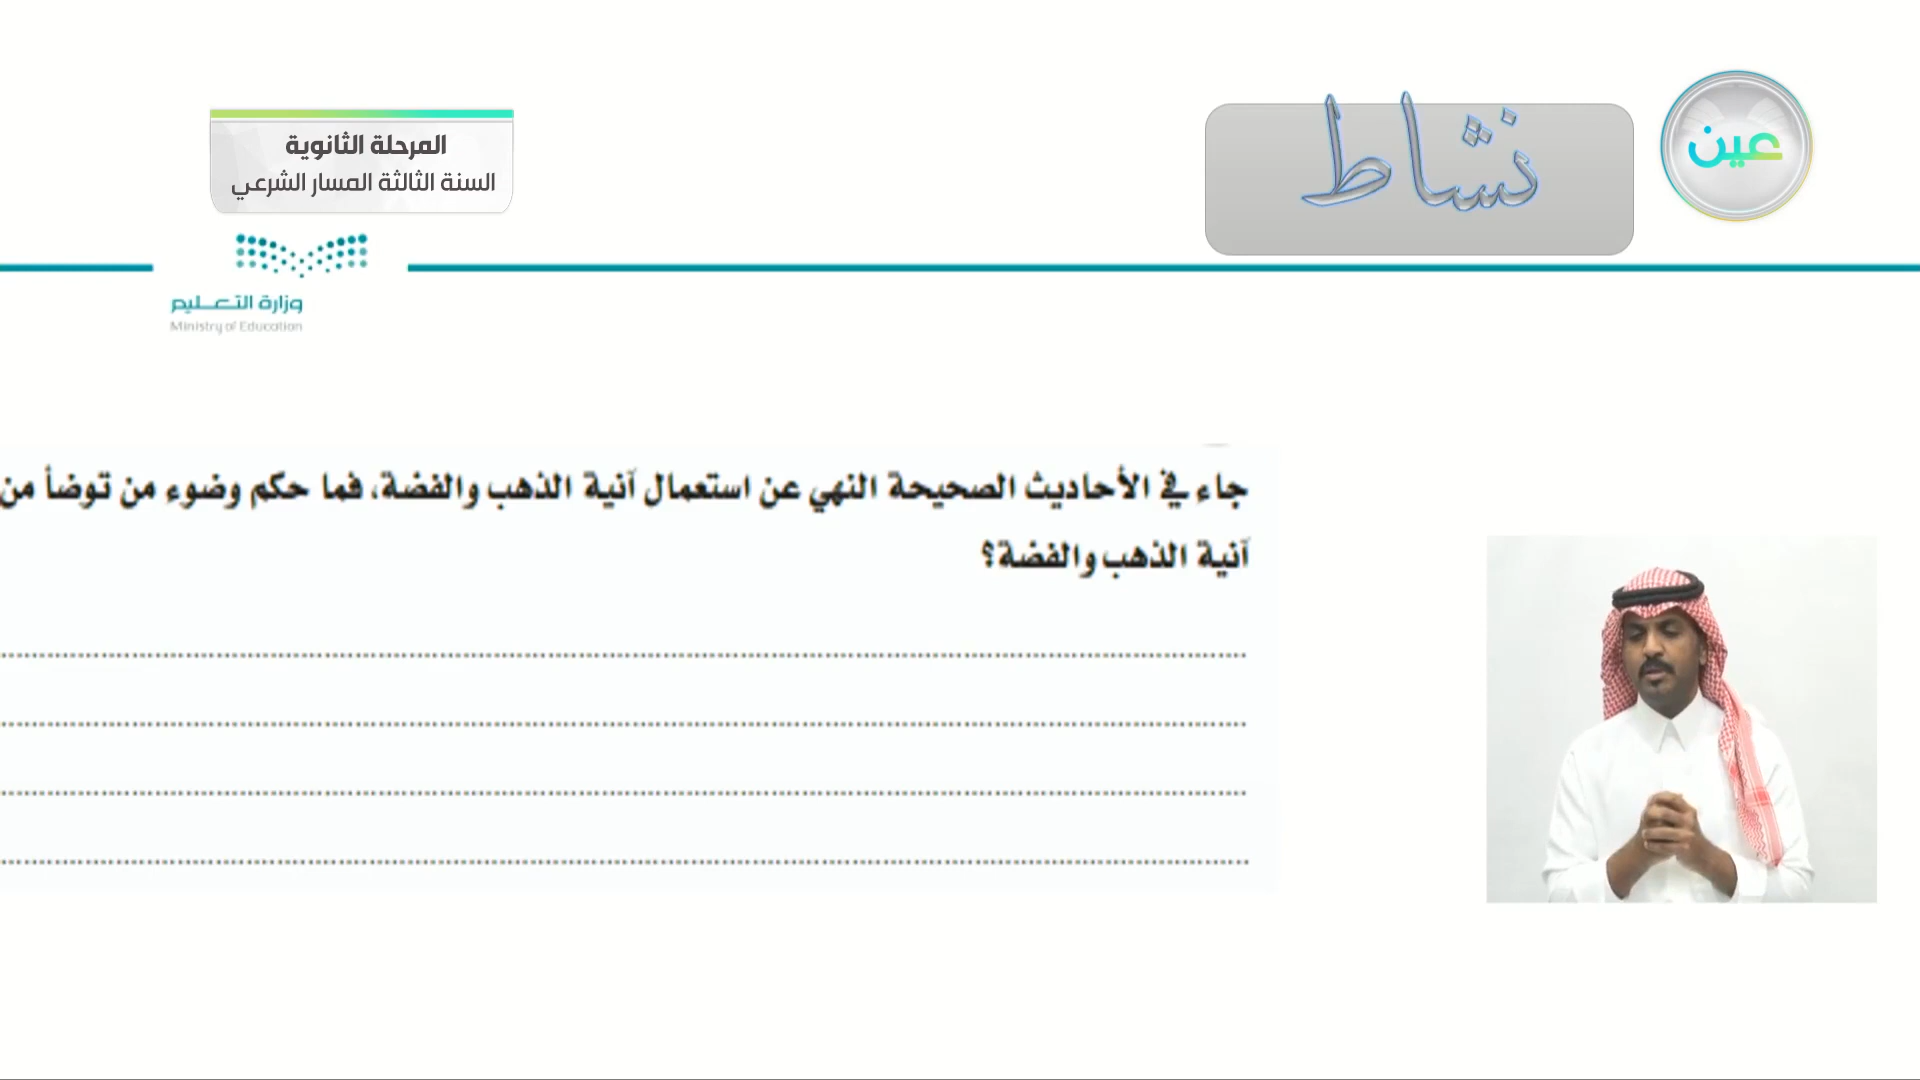 عين
نشاط
المرحلة الثانوية
السنة الثالثة المسار الشرعي
وزارة التعليم
Ministry of Education
جاء في الأحاديث الصحيحة النهي عن استعمال آنية الذهب والفضة، فما حكم وضوء من توضأ من
آنية الذهب والفضة؟